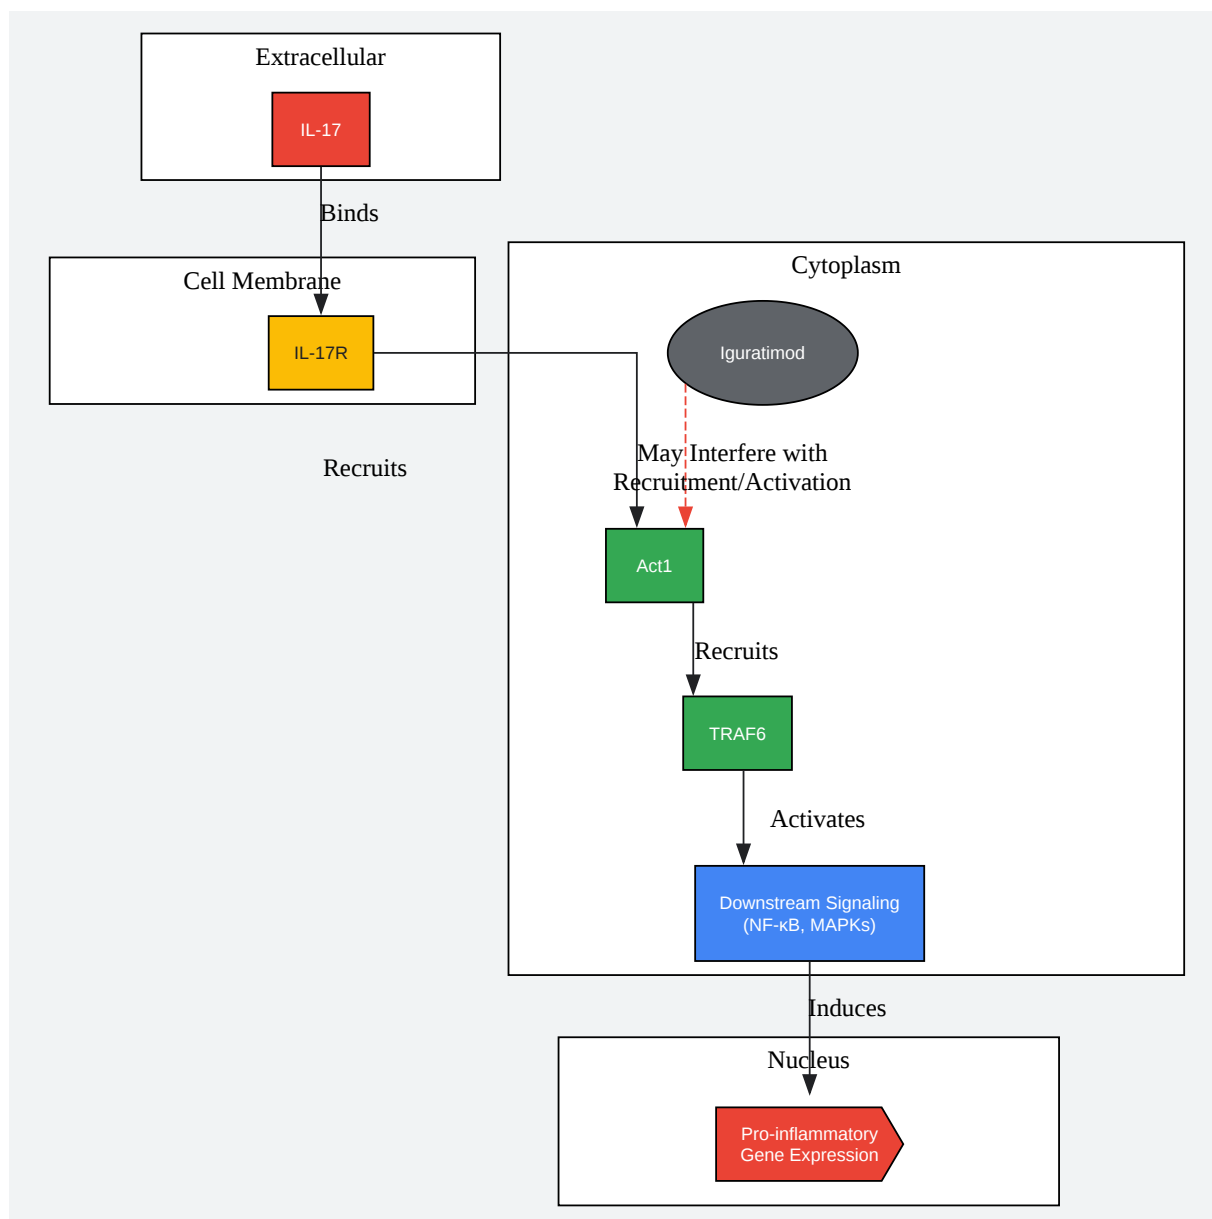 Extracellular
IL-17
Binds
Cell Membrane
IL-17R
Recruits
Cytoplasm
Iguratimod
May Interfere with
Recruitment/Activation
Act1
Recruits
TRAF6
Activates
Downstream Signaling
(NF-κB, MAPKs)
Induces
Nucleus
Pro-inflammatory
Gene Expression